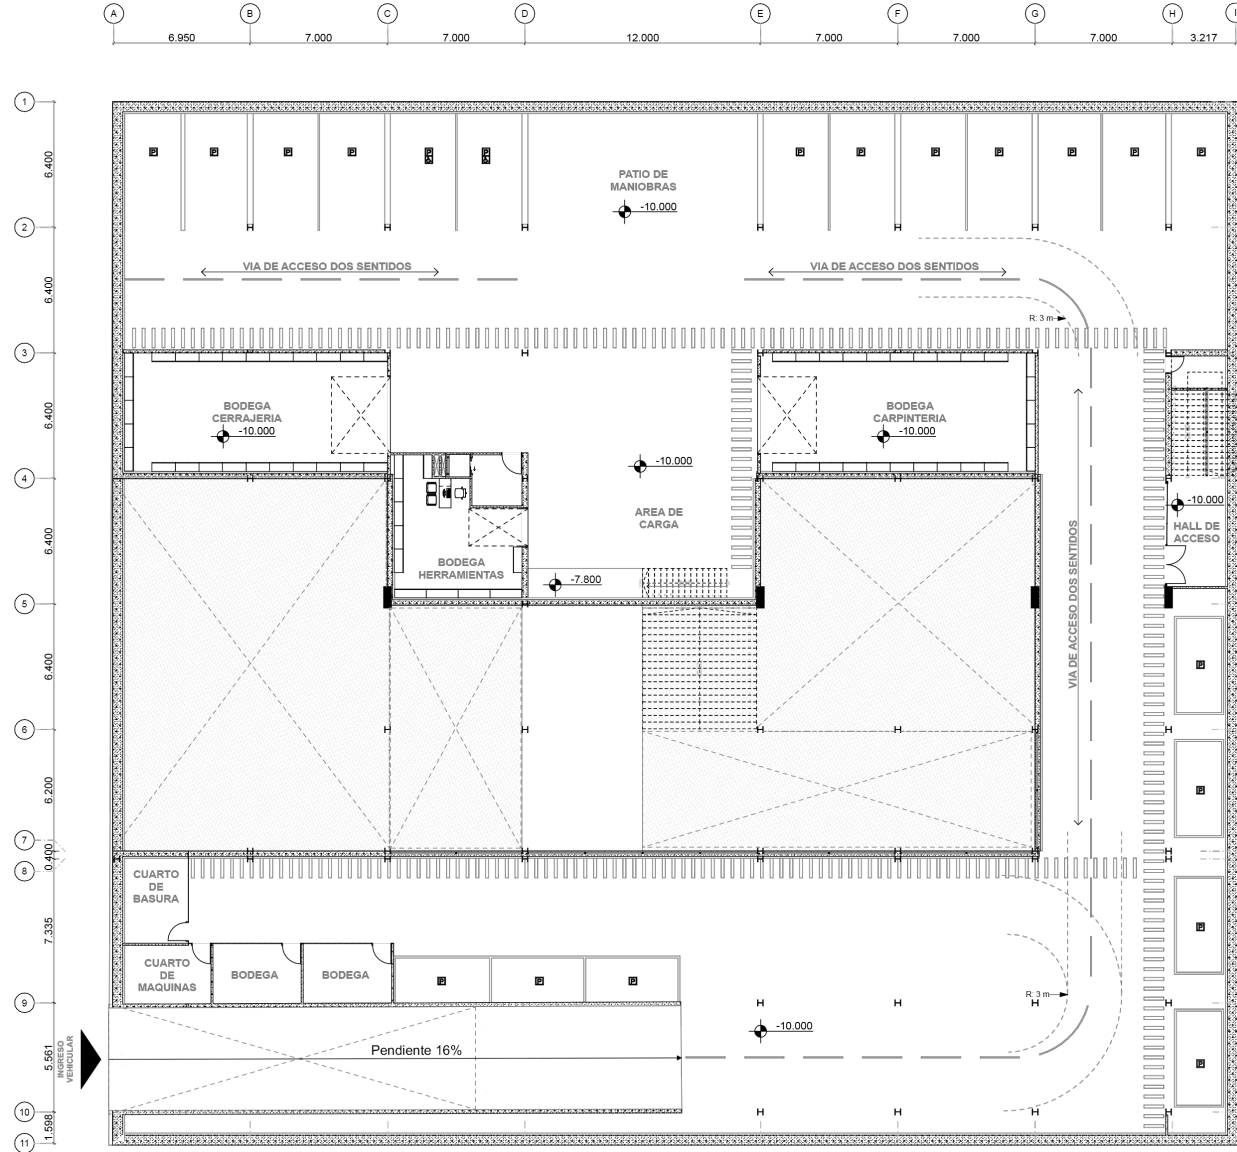 A B C D E F G H I
6.950 7.000 7.000 12.000 7.000 7.000 7.000 3.217
1
6.400
P P P P P P P P P P P P P
PATIO DE
MANIOBRAS
-10.000
2
6.400
VIA DE ACCESO DOS SENTIDOS
VIA DE ACCESO DOS SENTIDOS
R: 3 m
3
6.400
BODEGA
CERRAJERIA
-10.000
BODEGA
CARPINTERIA
-10.000
-10.000
4
6.400
AREA DE
CARGA
-10.000
HALL DE
ACCESO
BODEGA
HERRAMIENTAS
-7.800
VIA DE ACCESO DOS SENTIDOS
5
6.400
P
6
6.200
P
7
0.400
8
CUARTO
DE
BASURA
7.335
P
CUARTO
DE
MAQUINAS
BODEGA
BODEGA
P P P
R: 3 m
9
-10.000
5.561
INGRESO
VEHICULAR
Pendiente 16%
P
10
1.598
11